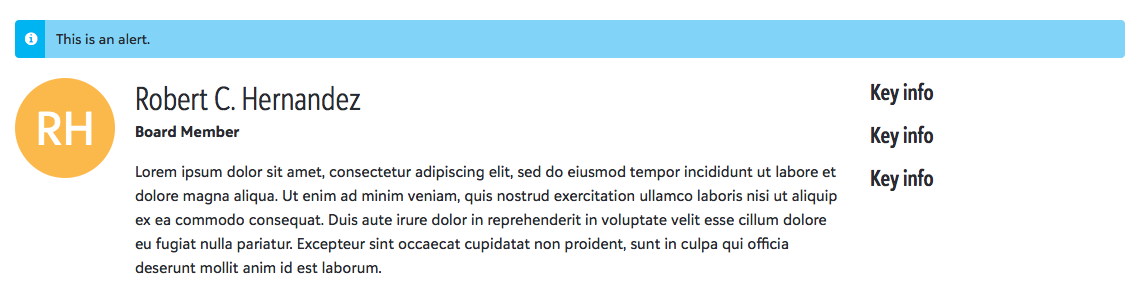 This is an alert.
RH
Robert C. Hernandez
Board Member
Lorem ipsum dolor sit amet, consectetur adipiscing elit, sed do eiusmod tempor incididunt ut labore et
dolore magna aliqua. Ut enim ad minim veniam, quis nostrud exercitation ullamco laboris nisi ut aliquip
ex ea commodo consequat. Duis aute irure dolor in reprehenderit in voluptate velit esse cillum dolore
eu fugiat nulla pariatur. Excepteur sint occaecat cupidatat non proident, sunt in culpa qui officia
deserunt mollit anim id est laborum.
Key info
Key info
Key info